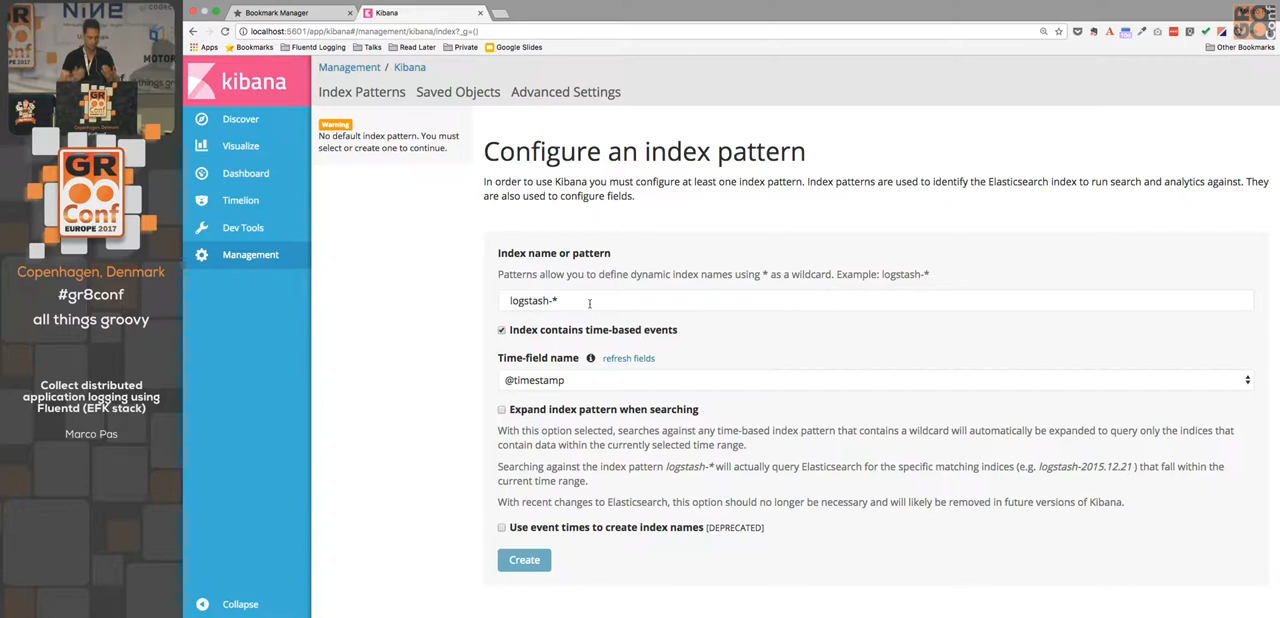 Bookmark Manager
Kibana
localhost:5601/app/kibana#/management/kibana/index?_g=()
Apps
Bookmarks
Fluentd Logging
Talks
Read Later
Private
Google Slides
Other Bookmarks
kibana
Discover
Visualize
Dashboard
Timelion
Dev Tools
Management
Collapse
Management / Kibana
Index Patterns
Saved Objects
Advanced Settings
Warning
No default index pattern. You must
select or create one to continue.
Configure an index pattern
In order to use Kibana you must configure at least one index pattern. Index patterns are used to identify the Elasticsearch index to run search and analytics against. They
are also used to configure fields.
Index name or pattern
Patterns allow you to define dynamic index names using * as a wildcard. Example: logstash-*
logstash-*
Index contains time-based events
Time-field name
refresh fields
@timestamp
Expand index pattern when searching
With this option selected, searches against any time-based index pattern that contains a wildcard will automatically be expanded to query only the indices that
contain data within the currently selected time range.
Searching against the index pattern logstash-* will actually query Elasticsearch for the specific matching indices (e.g. logstash-2015.12.21 ) that fall within the
current time range.
With recent changes to Elasticsearch, this option should no longer be necessary and will likely be removed in future versions of Kibana.
Use event times to create index names [DEPRECATED]
Create
GR
Conf
EUROPE 2017
Copenhagen, Denmark
#gr8conf
all things groovy
Collect distributed
application logging using
Fluentd (EFK stack)
Marco Pas